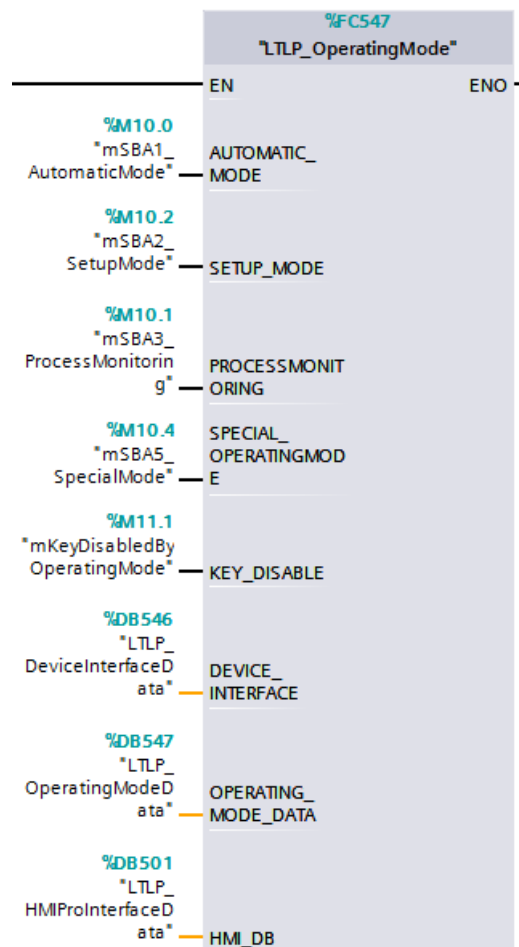 %FC547
"LTLP_OperatingMode"
EN ENO
%M10.0
"mSBA1_
AutomaticMode"
AUTOMATIC_
MODE
%M10.2
"mSBA2_
SetupMode"
SETUP_MODE
%M10.1
"mSBA3_
ProcessMonitorin
g"
PROCESSMONIT
ORING
%M10.4
"mSBA5_
SpecialMode"
SPECIAL_
OPERATINGMOD
E
%M11.1
"mKeyDisabledBy
OperatingMode"
KEY_DISABLE
%DB546
"LTLP_
DeviceInterfaceD
ata"
DEVICE_
INTERFACE
%DB547
"LTLP_
OperatingModeD
ata"
OPERATING_
MODE_DATA
%DB501
"LTLP_
HMIProInterfaceD
ata"
HMI_DB